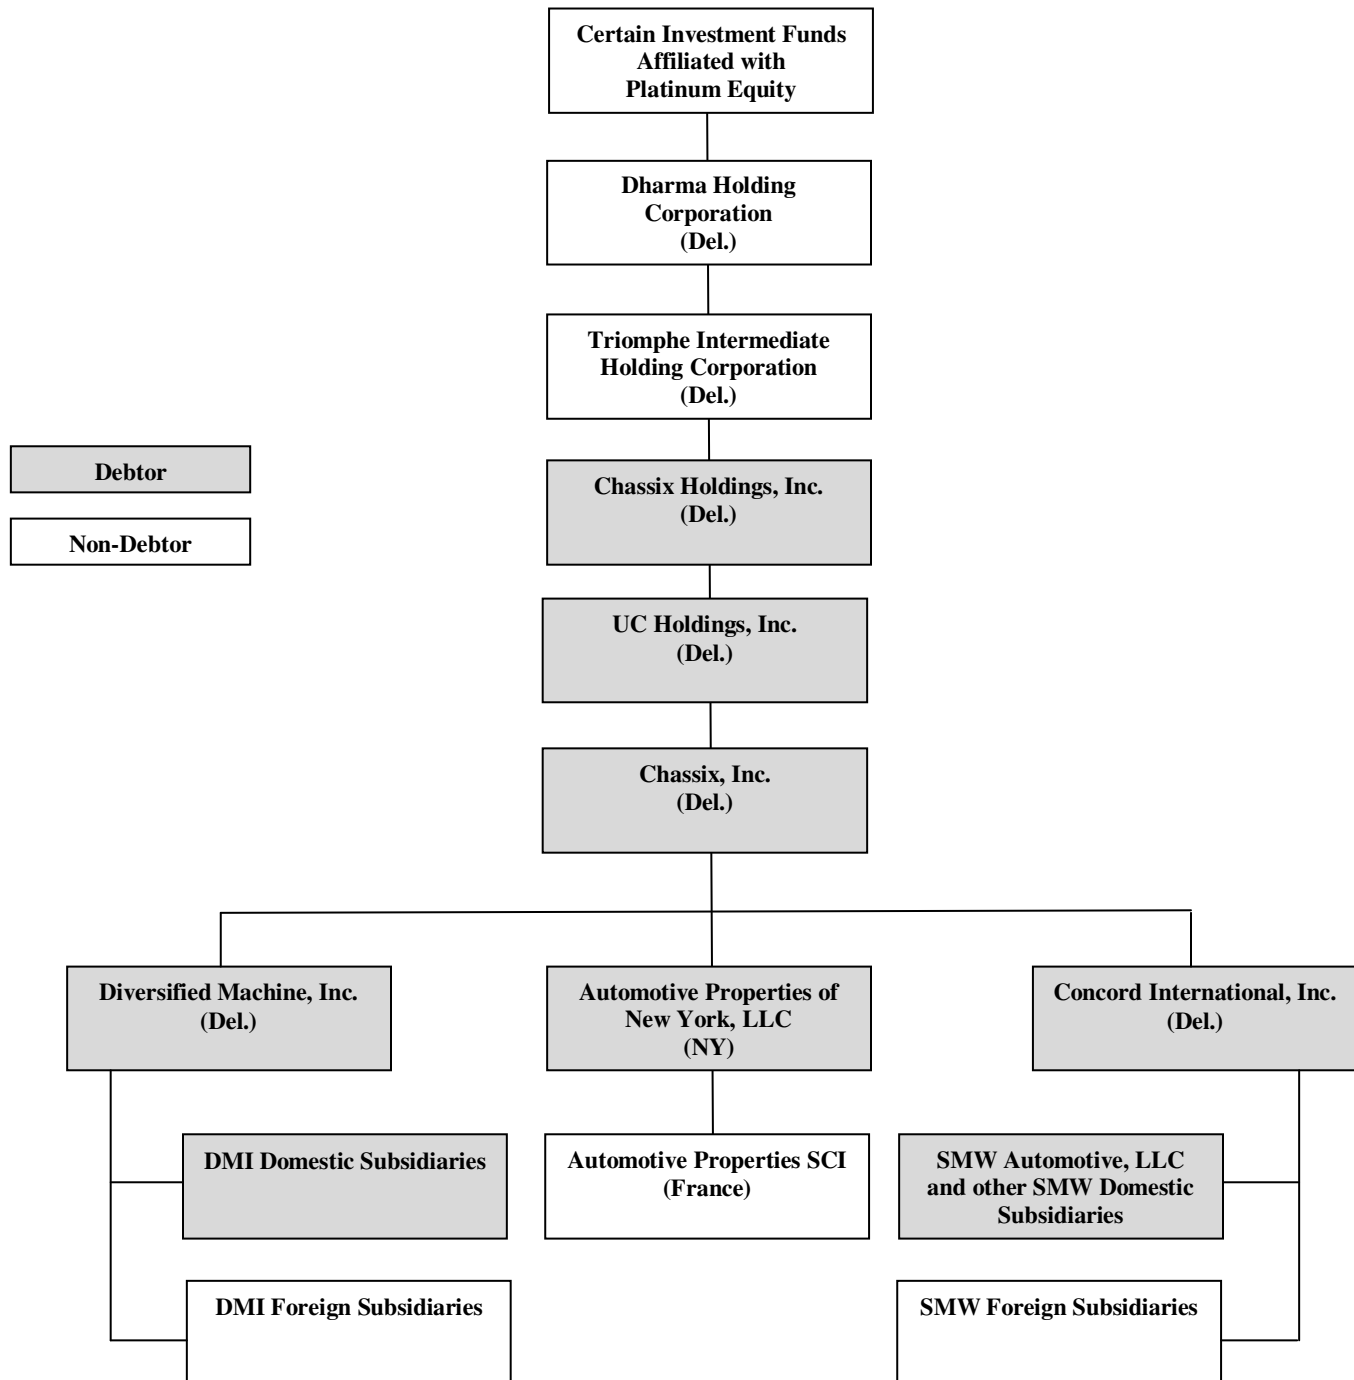 Certain Investment Funds
Affiliated with
Platinum Equity
Dharma Holding
Corporation
(Del.)
Triomphe Intermediate
Holding Corporation
(Del.)
Debtor
Non-Debtor
Chassix Holdings, Inc.
(Del.)
UC Holdings, Inc.
(Del.)
Chassix, Inc.
(Del.)
Diversified Machine, Inc.
(Del.)
Automotive Properties of
New York, LLC
(NY)
Concord International, Inc.
(Del.)
DMI Domestic Subsidiaries
Automotive Properties SCI
(France)
SMW Automotive, LLC
and other SMW Domestic
Subsidiaries
DMI Foreign Subsidiaries
SMW Foreign Subsidiaries